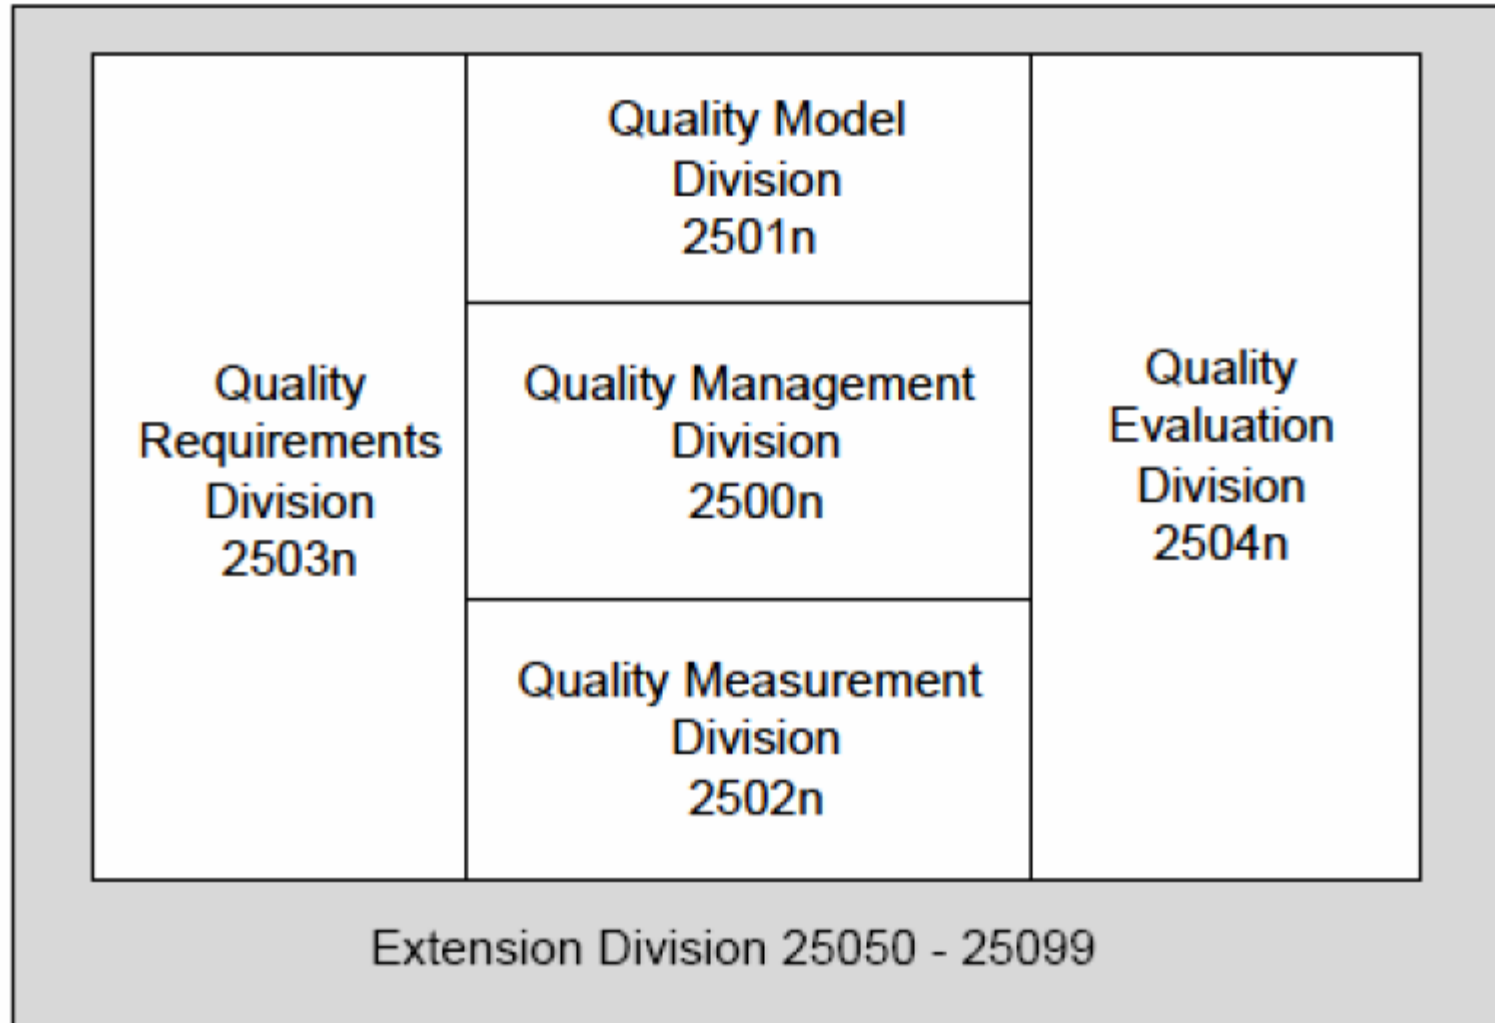 Quality Model
Division
2501n
Quality
Requirements
Division
2503n
Quality Management
Division
2500n
Quality
Evaluation
Division
2504n
Quality Measurement
Division
2502n
Extension Division 25050 - 25099